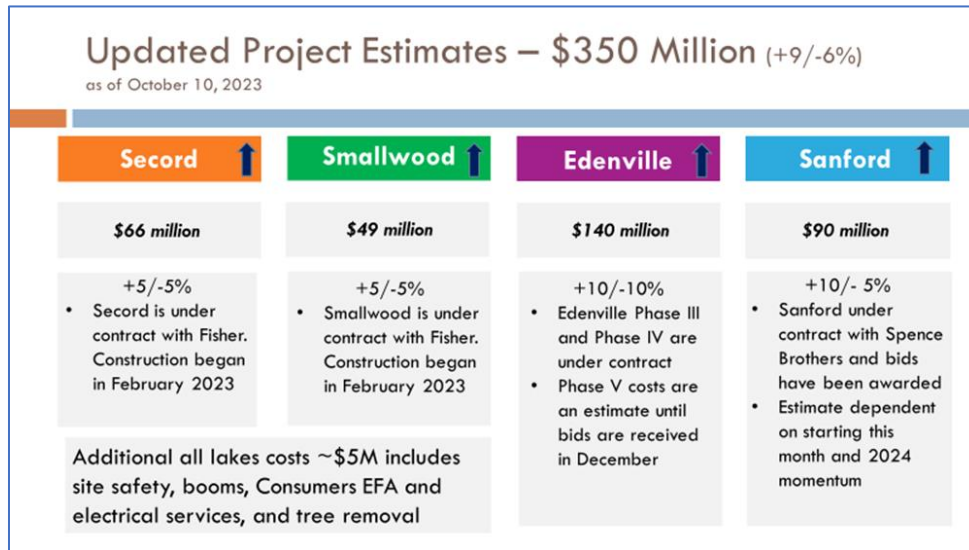 Updated Project Estimates – $350 Million (+9/-6%)
as of October 10, 2023
Secord
$66 million
+5/-5%
• Secord is under
contract with Fisher.
Construction began
in February 2023
Smallwood
$49 million
+5/-5%
• Smallwood is under
contract with Fisher.
Construction began
in February 2023
Edenville
$140 million
+10/-10%
• Edenville Phase III
and Phase IV are
under contract
• Phase V costs are
an estimate until
bids are received
in December
Sanford
$90 million
+10/- 5%
• Sanford under
contract with Spence
Brothers and bids
have been awarded
• Estimate dependent
on starting this
month and 2024
momentum
Additional all lakes costs ~$5M includes
site safety, booms, Consumers EFA and
electrical services, and tree removal